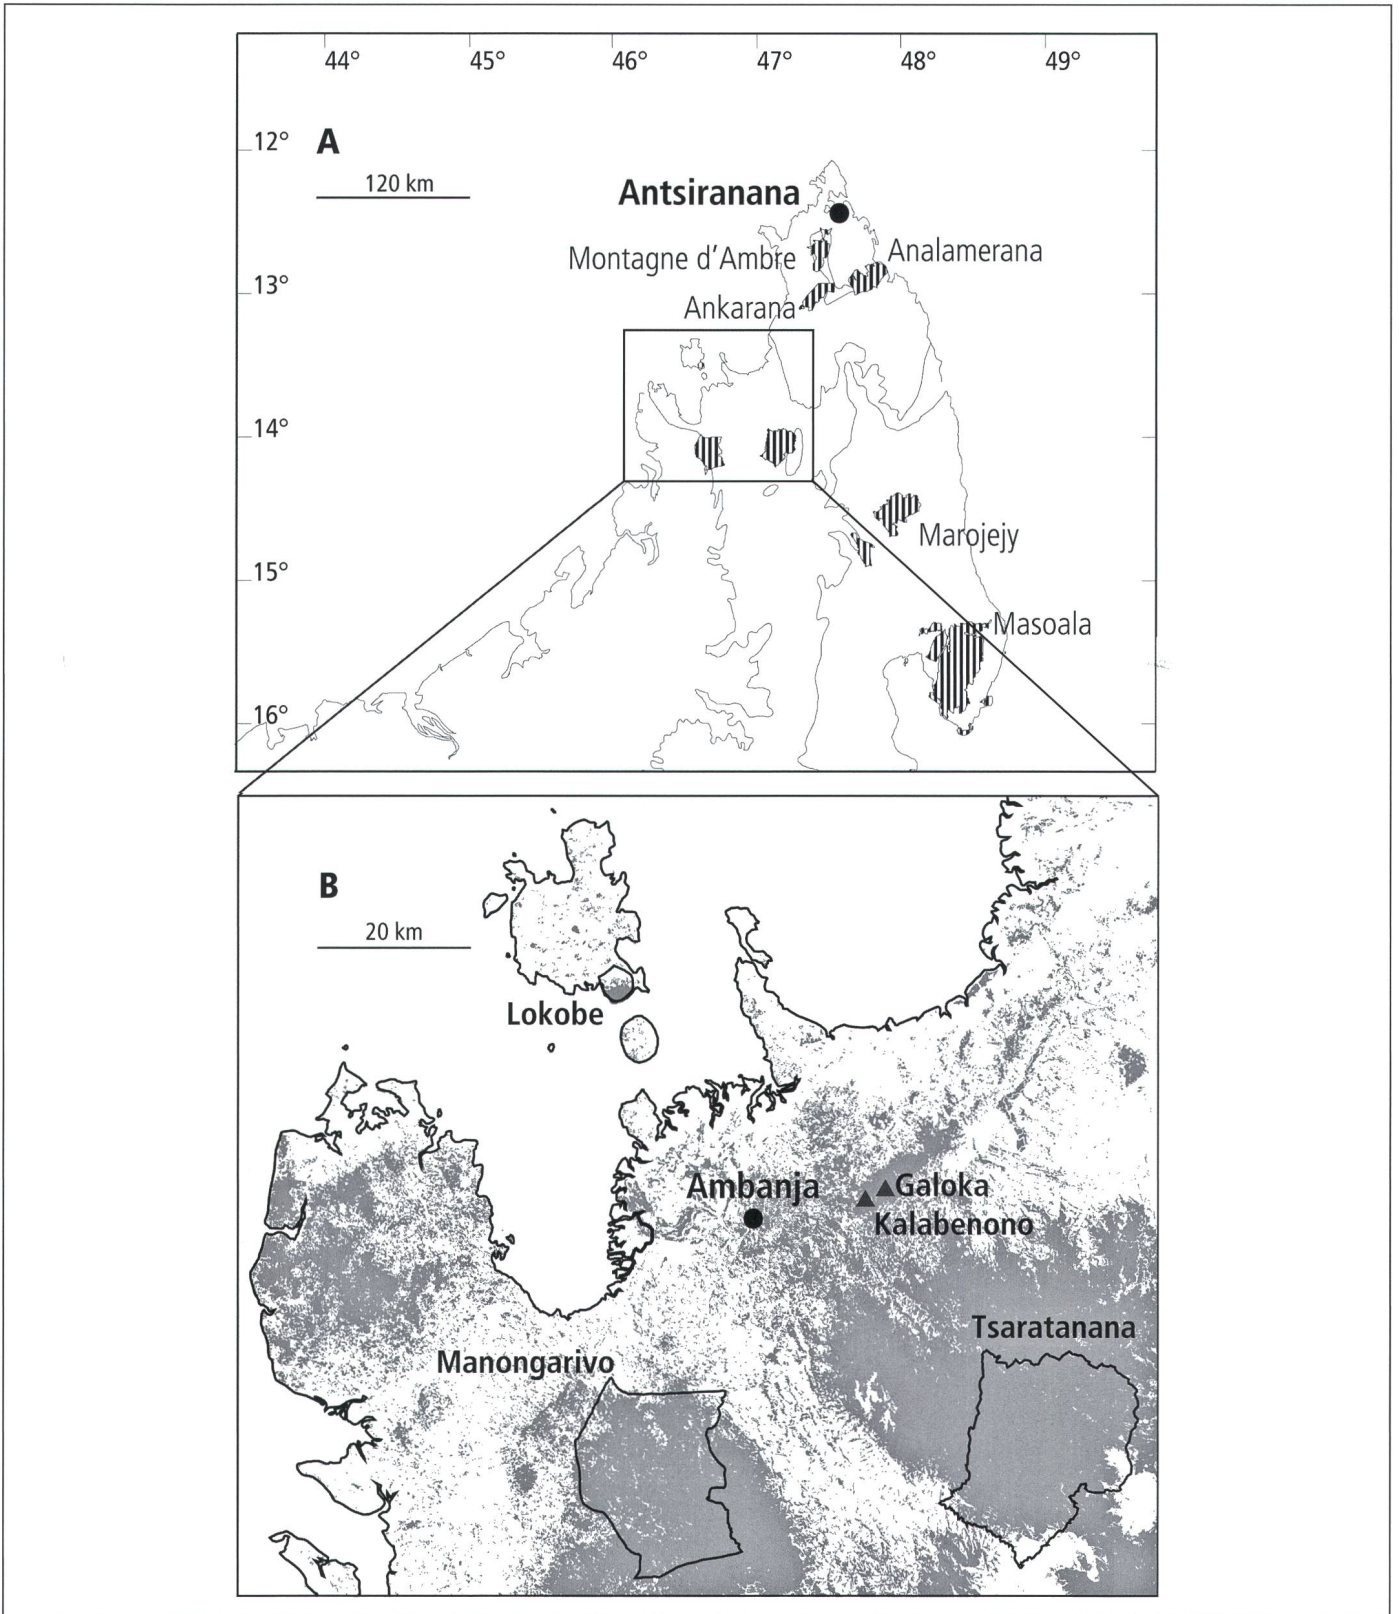 44° 45° 46° 47° 48° 49°
12°
A
120 km
Antsiranana
Montagne d'Ambre
Analamerana
13°
Ankarana
14°
Marojejy
15°
Masoala
16°
B
20 km
Lokobe
Ambanja
Galoka
Kalabenono
Tsaratanana
Manongarivo